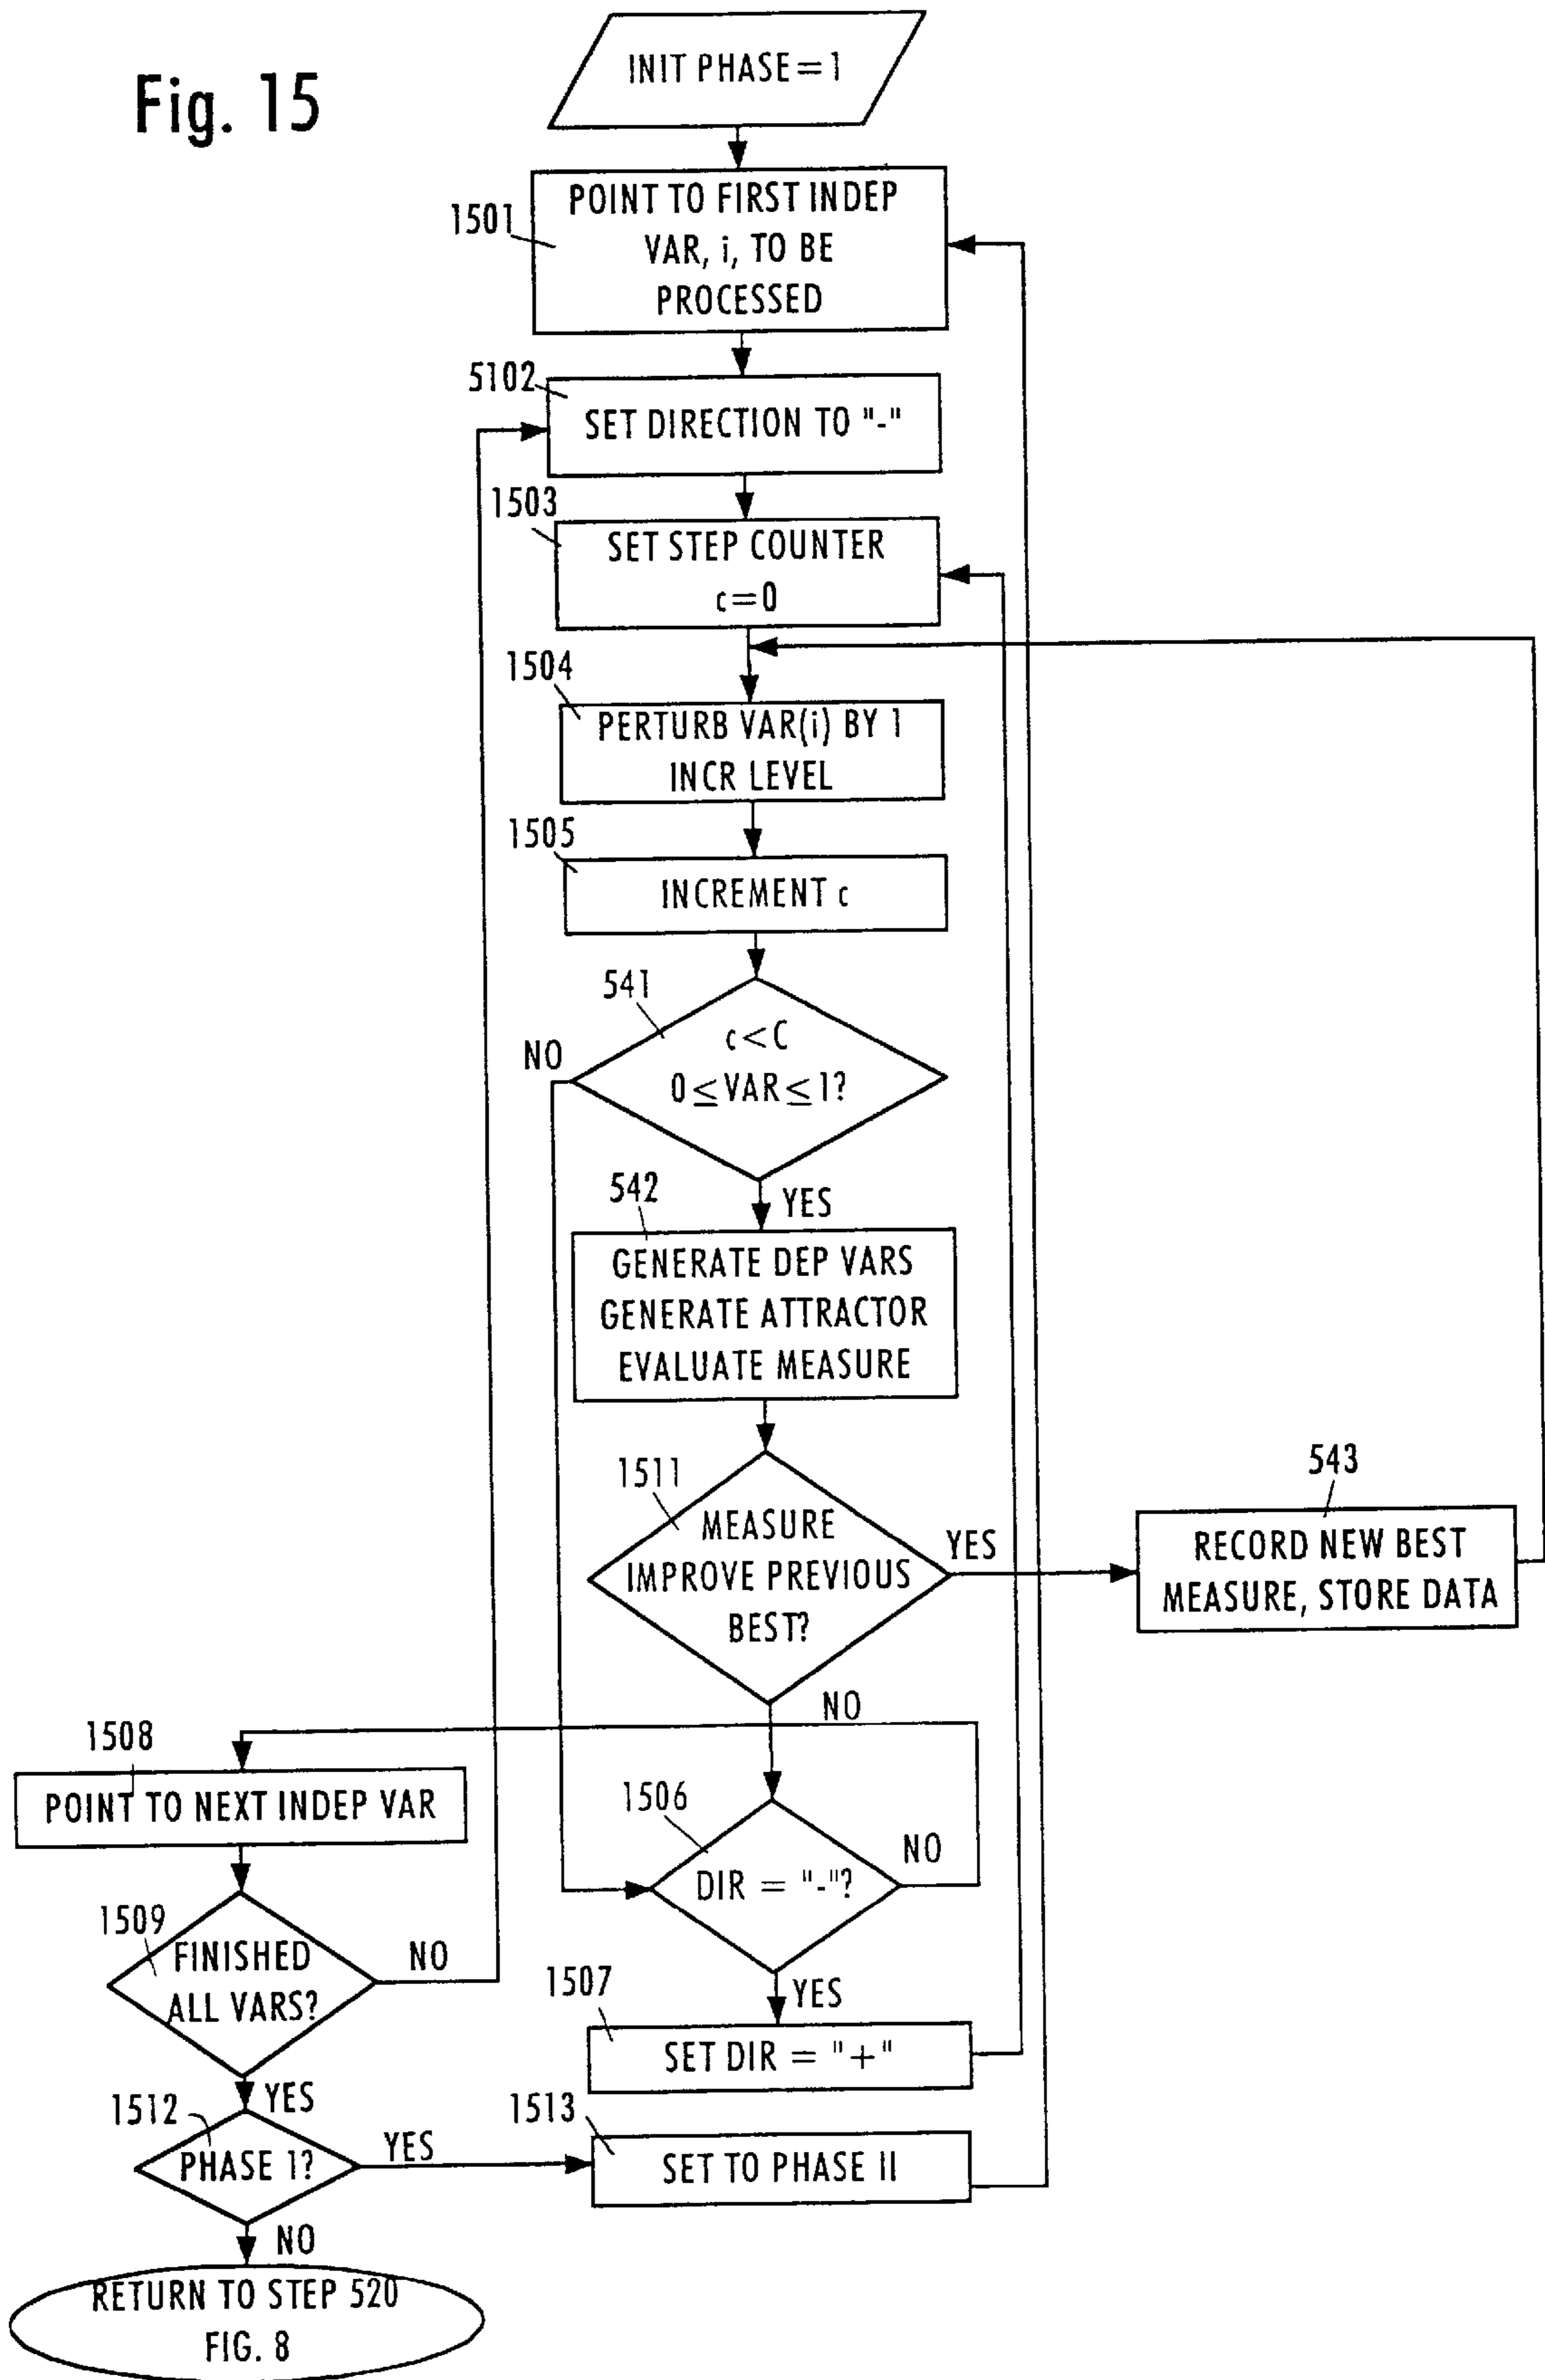 Fig. 15
INIT PHASE = 1
1501
POINT TO FIRST INDEP
VAR, i, TO BE
PROCESSED
5102
SET DIRECTION TO "-"
1503
SET STEP COUNTER
c=0
1504
PERTURB VAR(i) BY 1
INCR LEVEL
1505
INCREMENT c
541
c<C
0≤VAR≤1?
NO
YES
542
GENERATE DEP VARS
GENERATE ATTRACTOR
EVALUATE MEASURE
1511
MEASURE
IMPROVE PREVIOUS
BEST?
YES
543
RECORD NEW BEST
MEASURE, STORE DATA
NO
1508
POINT TO NEXT INDEP VAR
1506
DIR = "-"?
NO
1509
FINISHED
ALL VARS?
NO
YES
1507
SET DIR = "+"
YES
1512
PHASE 1?
YES
1513
SET TO PHASE II
NO
RETURN TO STEP 520
FIG. 8